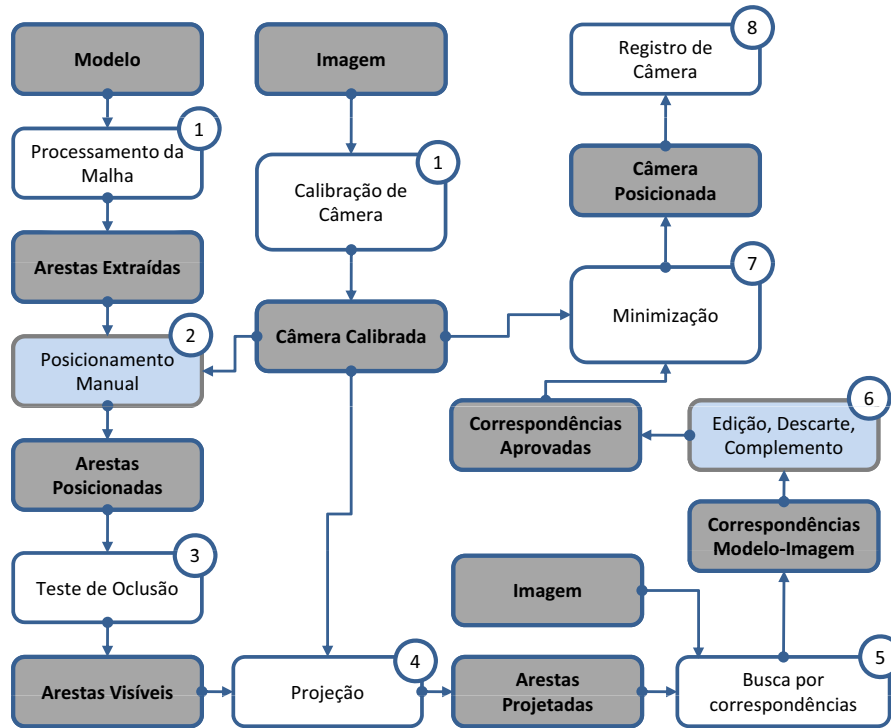 Modelo
1
Processamento da
Malha
Arestas Extraídas
2
Posicionamento
Manual
Arestas
Posicionadas
3
Teste de Oclusão
Arestas Visíveis
Imagem
1
Calibração de
Câmera
Câmera Calibrada
4
Projeção
8
Registro de
Câmera
Câmera
Posicionada
7
Minimização
Correspondências
Aprovadas
6
Edição, Descarte,
Complemento
Correspondências
Modelo-Imagem
Imagem
Arestas
Projetadas
5
Busca por
correspondências